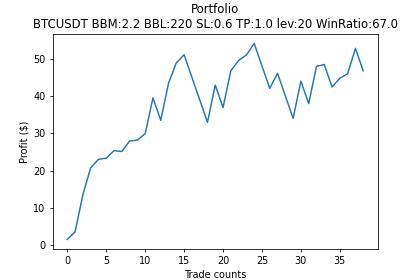 Portfolio
BTCUSDT BBM:2.2 BBL:220 SL:0.6 TP:1.0 lev:20 WinRatio:67.0
Profit ($)
50
40
30
20
10
0
0 5 10 15 20 25 30 35
Trade counts